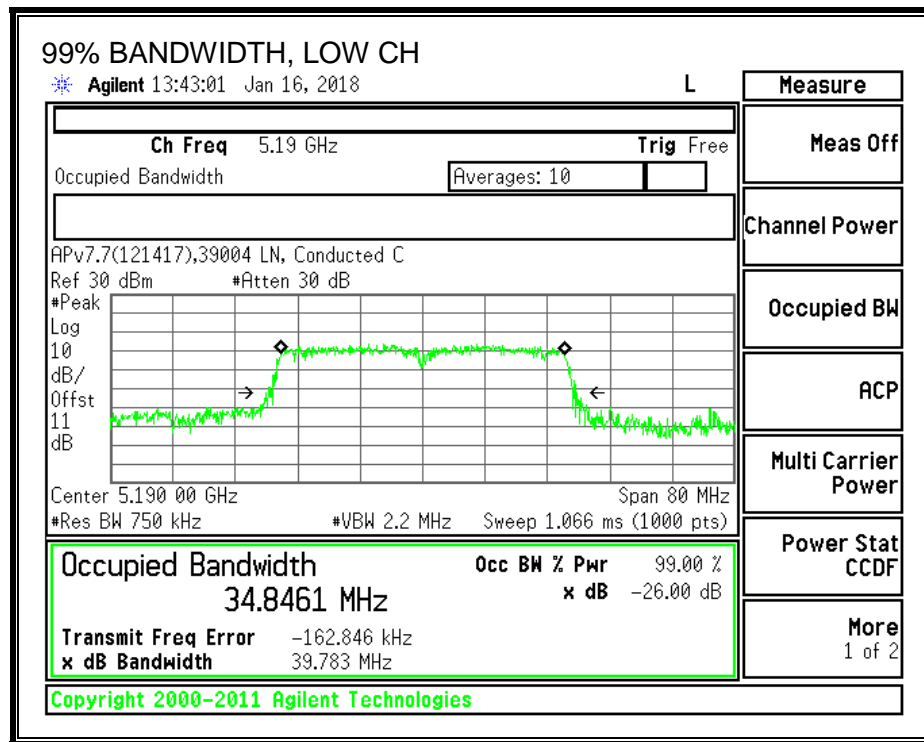 99% BANDWIDTH, LOW CH
Agilent 13:43:01 Jan 16, 2018 L
Measure
Ch Freq 5.19 GHz Trig Free
Meas Off
Occupied Bandwidth Averages: 10
Channel Power
APv7.7(121417),39004 LN, Conducted C
Ref 30 dBm #Atten 30 dB
#Peak
Log
10
dB/
Offst
11
dB
Occupied BW
ACP
Multi Carrier
Power
Center 5.190 00 GHz Span 80 MHz
#Res BW 750 kHz #VBW 2.2 MHz Sweep 1.066 ms (1000 pts)
Power Stat
CCDF
Occupied Bandwidth Occ BW % Pwr 99.00 %
34.8461 MHz x dB -26.00 dB
Transmit Freq Error -162.846 kHz
x dB Bandwidth 39.783 MHz
More
1 of 2
Copyright 2000-2011 Agilent Technologies